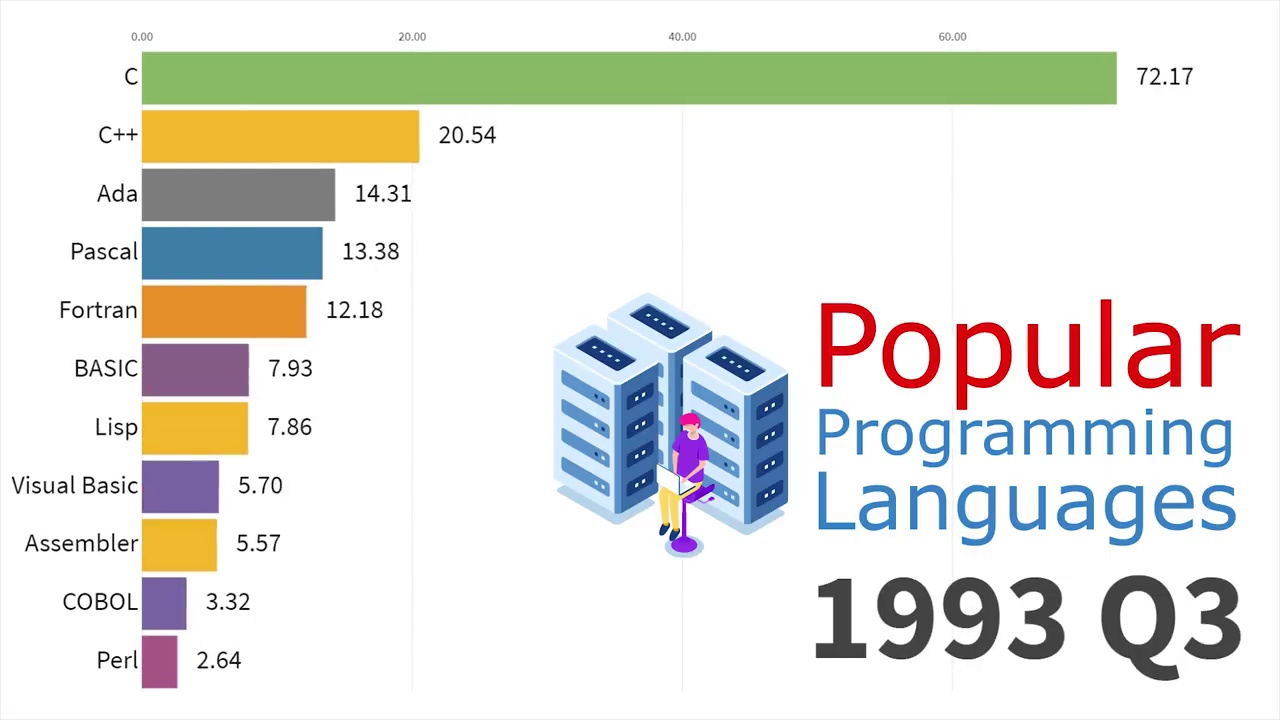 0.00 20.00 40.00 60.00
C 72.17
C++ 20.54
Ada 14.31
Pascal 13.38
Fortran 12.18
BASIC 7.93
Lisp 7.86
Visual Basic 5.70
Assembler 5.57
COBOL 3.32
Perl 2.64
Popular
Programming
Languages
1993 Q3